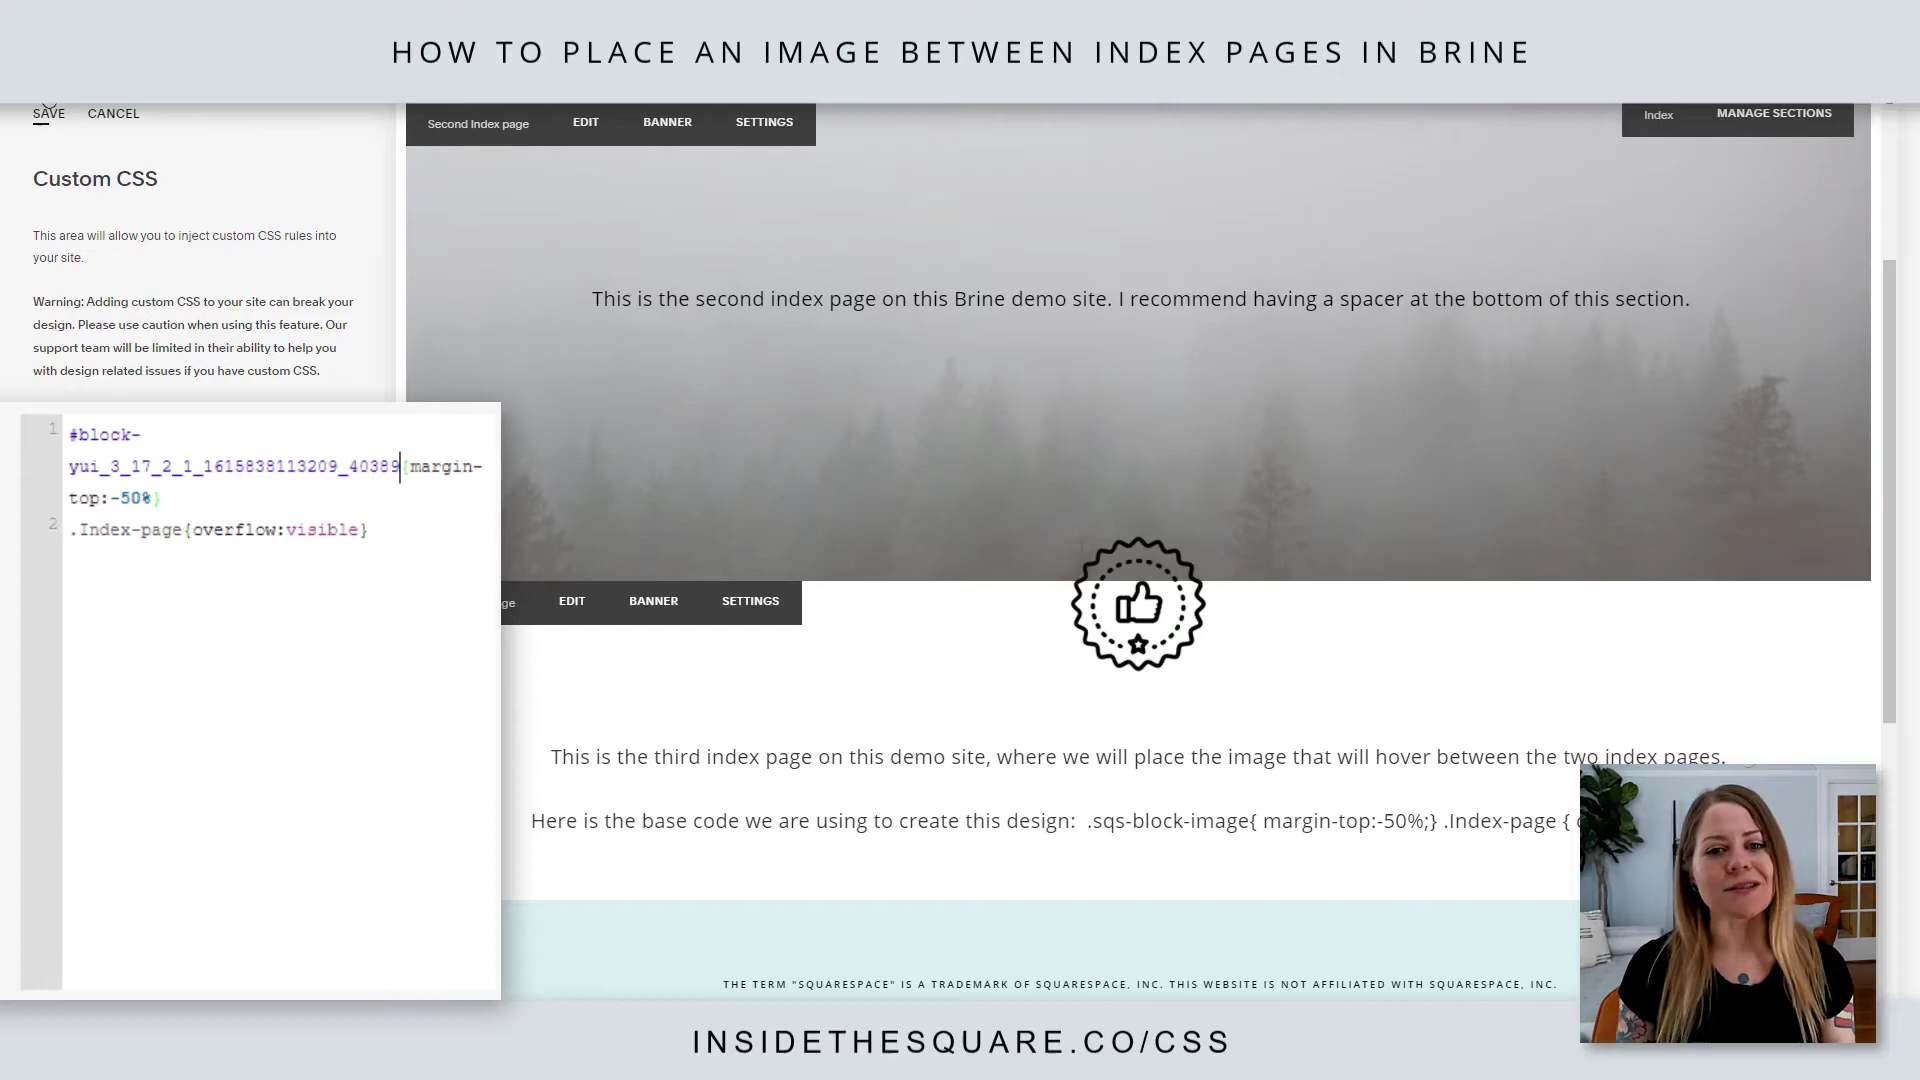 HOW TO PLACE AN IMAGE BETWEEN INDEX PAGES IN BRINE
SAVE CANCEL
Second Index page EDIT BANNER SETTINGS
Index MANAGE SECTIONS
Custom CSS
This area will allow you to inject custom CSS rules into
your site.
Warning: Adding custom CSS to your site can break your
design. Please use caution when using this feature. Our
support team will be limited in their ability to help you
with design related issues if you have custom CSS.
This is the second index page on this Brine demo site. I recommend having a spacer at the bottom of this section.
1 #block-
yui_3_17_2_1_1615838113209_40389{margin-
top:-50%}
2 .Index-page{overflow:visible}
ge EDIT BANNER SETTINGS
This is the third index page on this demo site, where we will place the image that will hover between the two index pages.
Here is the base code we are using to create this design: .sqs-block-image{ margin-top:-50%;} .Index-page {
THE TERM "SQUARESPACE" IS A TRADEMARK OF SQUARESPACE, INC. THIS WEBSITE IS NOT AFFILIATED WITH SQUARESPACE, INC.
INSIDETHESQUARE.CO/CSS